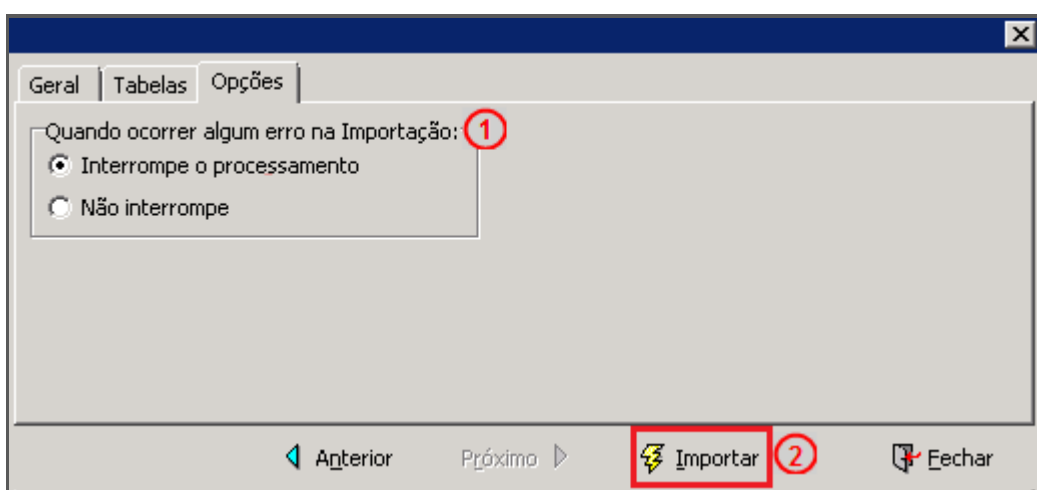 Geral Tabelas Opções
Quando ocorrer algum erro na Importação: 1
Interrompe o processamento
Não interrompe
Anterior Próximo Importar 2 Fechar